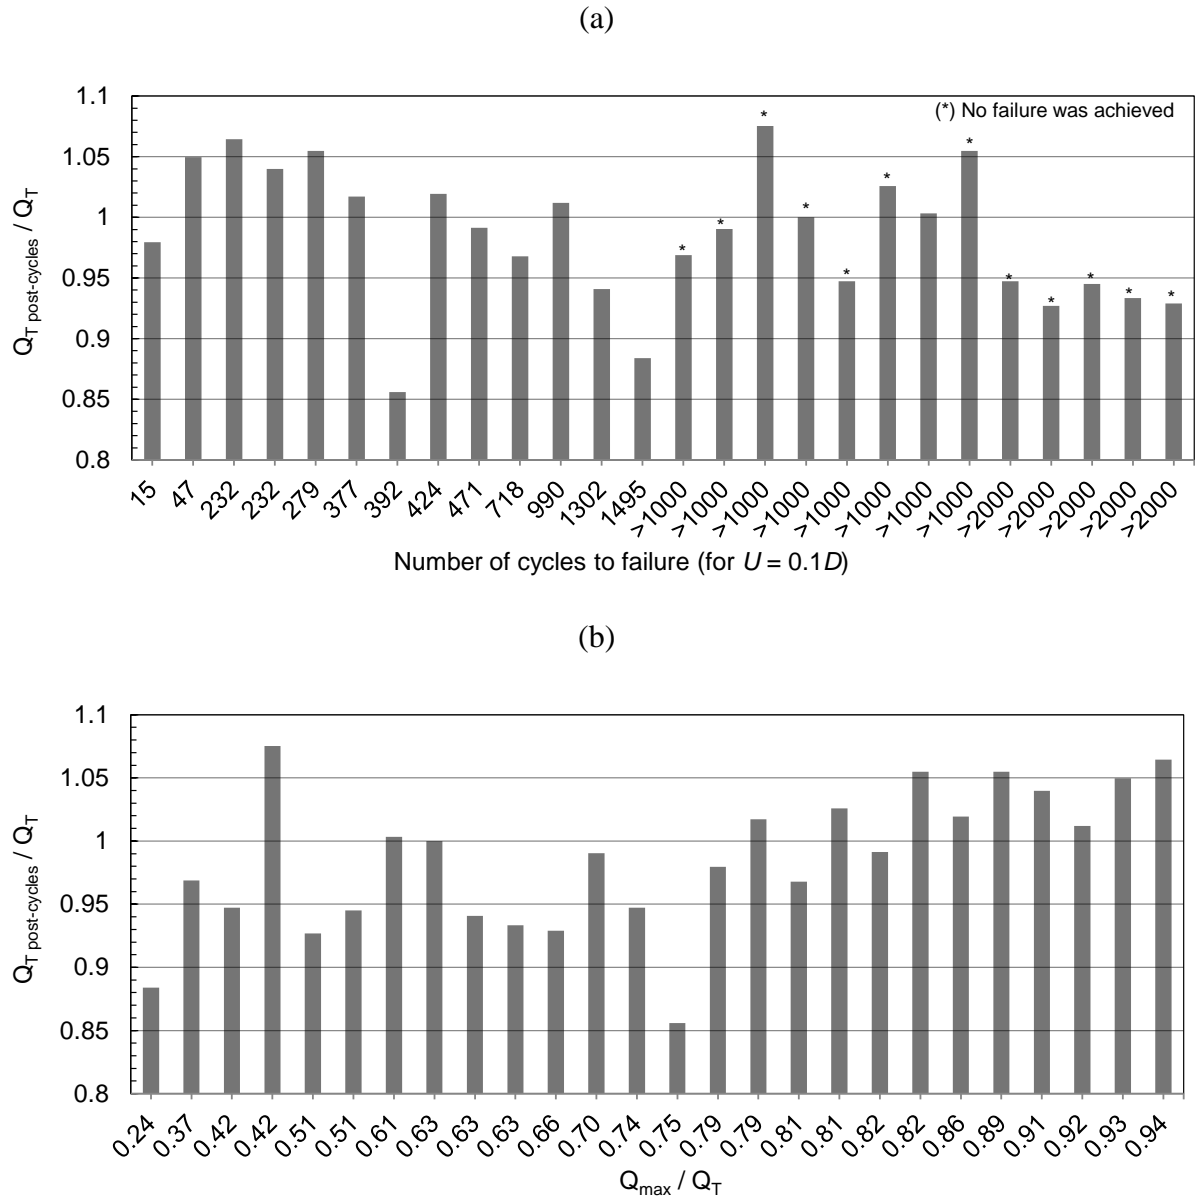 (a)
(*) No failure was achieved
1.1
1.05
1
0.95
0.9
0.85
0.8
Q_T post-cycles / Q_T
* * * * * * * * * * * *
15 47 232 232 279 377 392 424 471 718 990 1302 1495 >1000 >1000 >1000 >1000 >1000 >1000 >1000 >1000 >2000 >2000 >2000 >2000 >2000
Number of cycles to failure (for U = 0.1D)
(b)
1.1
1.05
1
0.95
0.9
0.85
0.8
Q_T post-cycles / Q_T
0.24 0.37 0.42 0.42 0.51 0.51 0.61 0.63 0.63 0.63 0.66 0.70 0.74 0.75 0.79 0.79 0.81 0.81 0.82 0.82 0.86 0.89 0.91 0.92 0.93 0.94
Q_max / Q_T